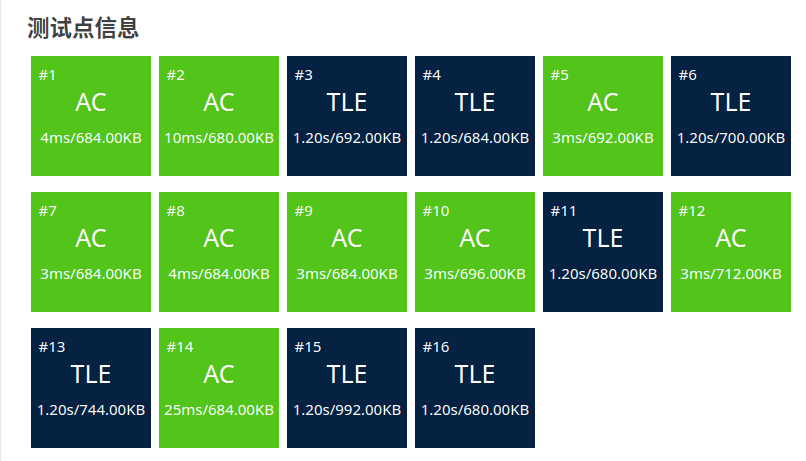 测试点信息
#1 #2 #3 #4 #5 #6
AC AC TLE TLE AC TLE
4ms/684.00KB 10ms/680.00KB 1.20s/692.00KB 1.20s/684.00KB 3ms/692.00KB 1.20s/700.00KB
#7 #8 #9 #10 #11 #12
AC AC AC AC TLE AC
3ms/684.00KB 4ms/684.00KB 3ms/684.00KB 3ms/696.00KB 1.20s/680.00KB 3ms/712.00KB
#13 #14 #15 #16
TLE AC TLE TLE
1.20s/744.00KB 25ms/684.00KB 1.20s/992.00KB 1.20s/680.00KB